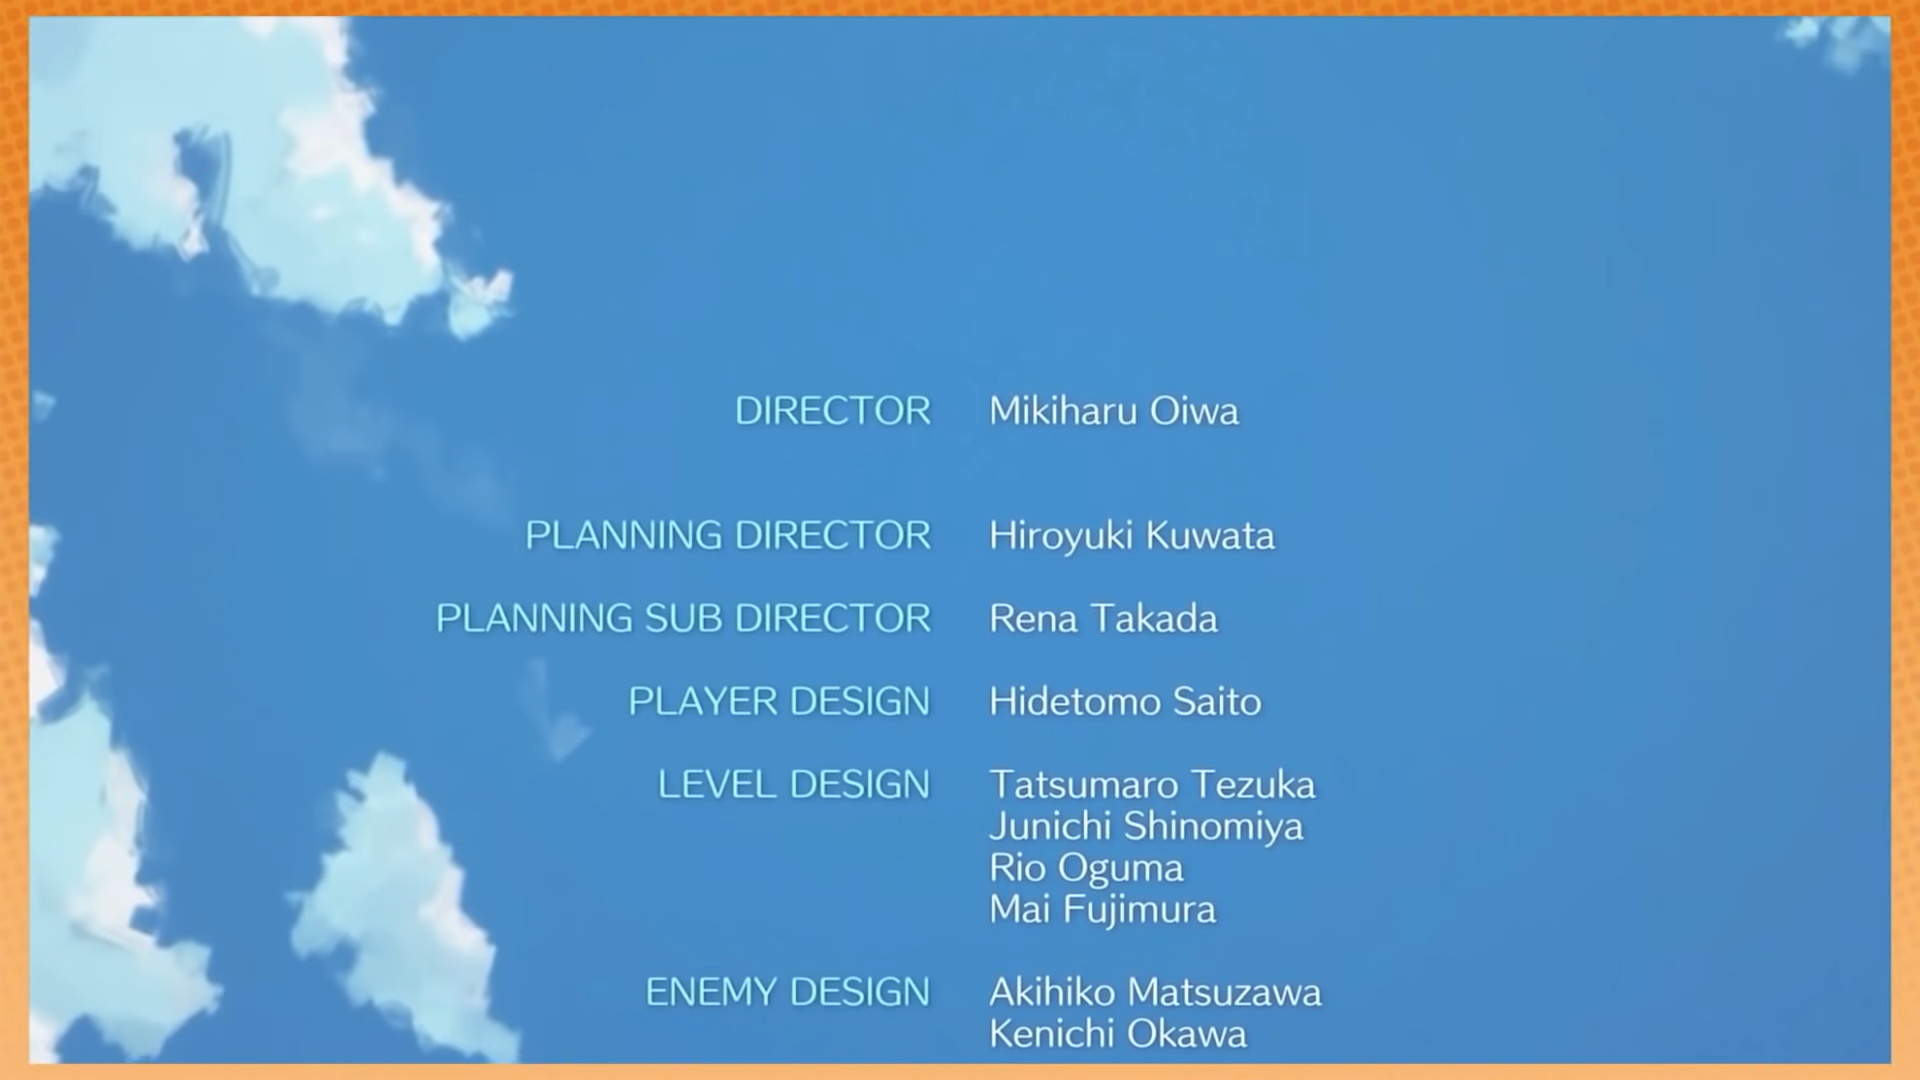 DIRECTOR Mikiharu Oiwa
PLANNING DIRECTOR Hiroyuki Kuwata
PLANNING SUB DIRECTOR Rena Takada
PLAYER DESIGN Hidetomo Saito
LEVEL DESIGN Tatsumaro Tezuka
Junichi Shinomiya
Rio Oguma
Mai Fujimura
ENEMY DESIGN Akihiko Matsuzawa
Kenichi Okawa